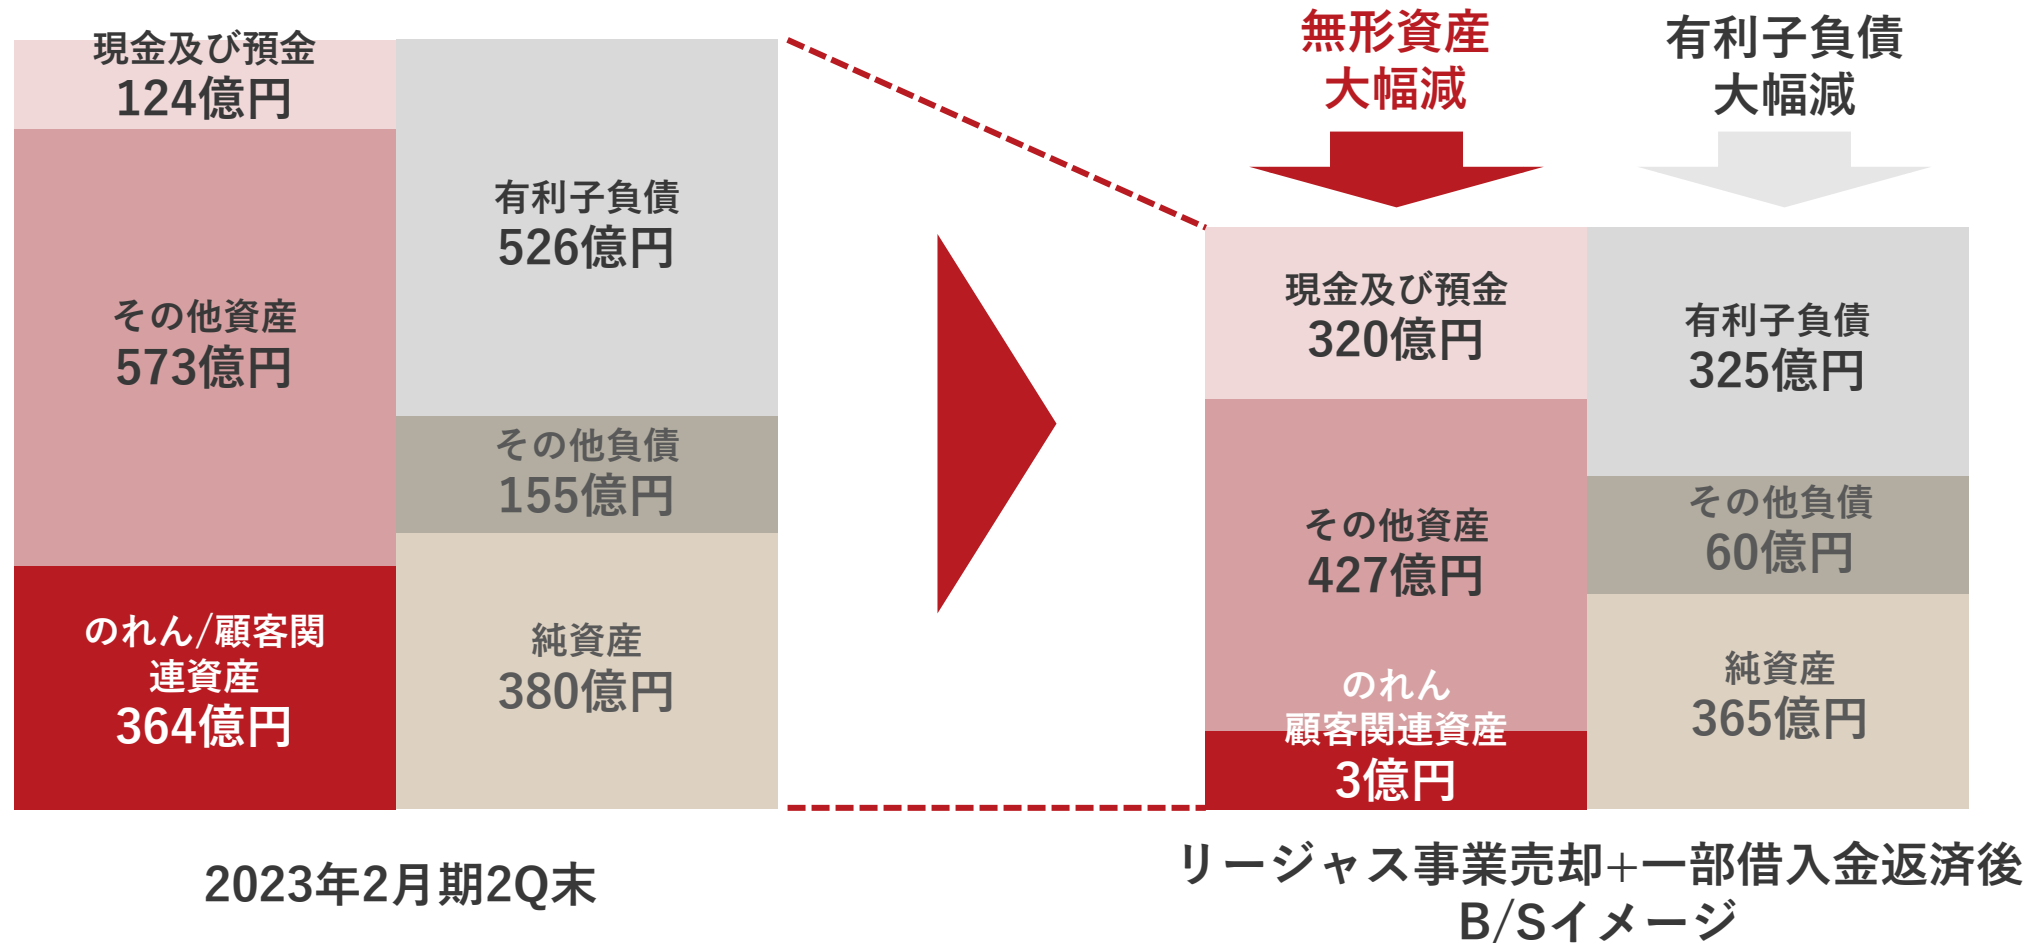 現金及び預金
124億円
その他資産
573億円
のれん/顧客関
連資産
364億円
有利子負債
526億円
その他負債
155億円
純資産
380億円
2023年2月期2Q末
無形資産
大幅減
有利子負債
大幅減
現金及び預金
320億円
その他資産
427億円
のれん
顧客関連資産
3億円
有利子負債
325億円
その他負債
60億円
純資産
365億円
リージャス事業売却+一部借入金返済後
B/Sイメージ